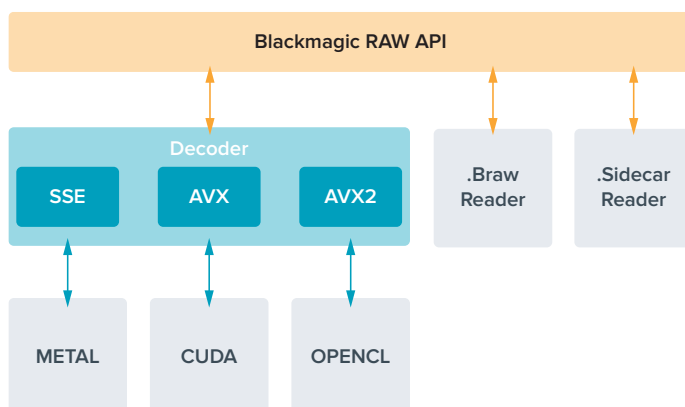 Blackmagic RAW API
Decoder
SSE
AVX
AVX2
.Braw
Reader
.Sidecar
Reader
METAL
CUDA
OPENCL